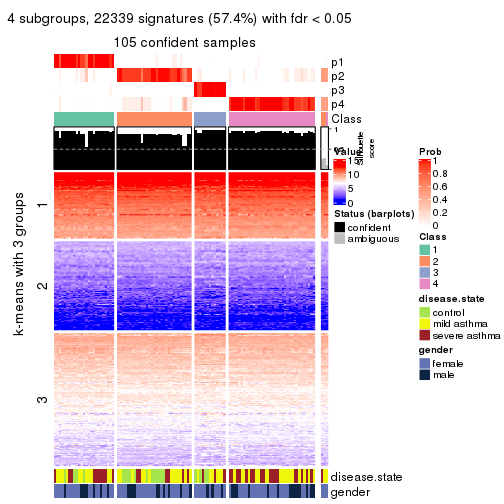 4 subgroups, 22339 signatures (57.4%) with fdr < 0.05
105 confident samples
p1
p2
p3
p4
Class
1
0
Silhouette
score
k-means with 3 groups
1
2
3
disease.state
gender
Value
15
10
5
0
Status (barplots)
confident
ambiguous
Prob
1
0.8
0.6
0.4
0.2
0
Class
1
2
3
4
disease.state
control
mild asthma
severe asthma
gender
female
male